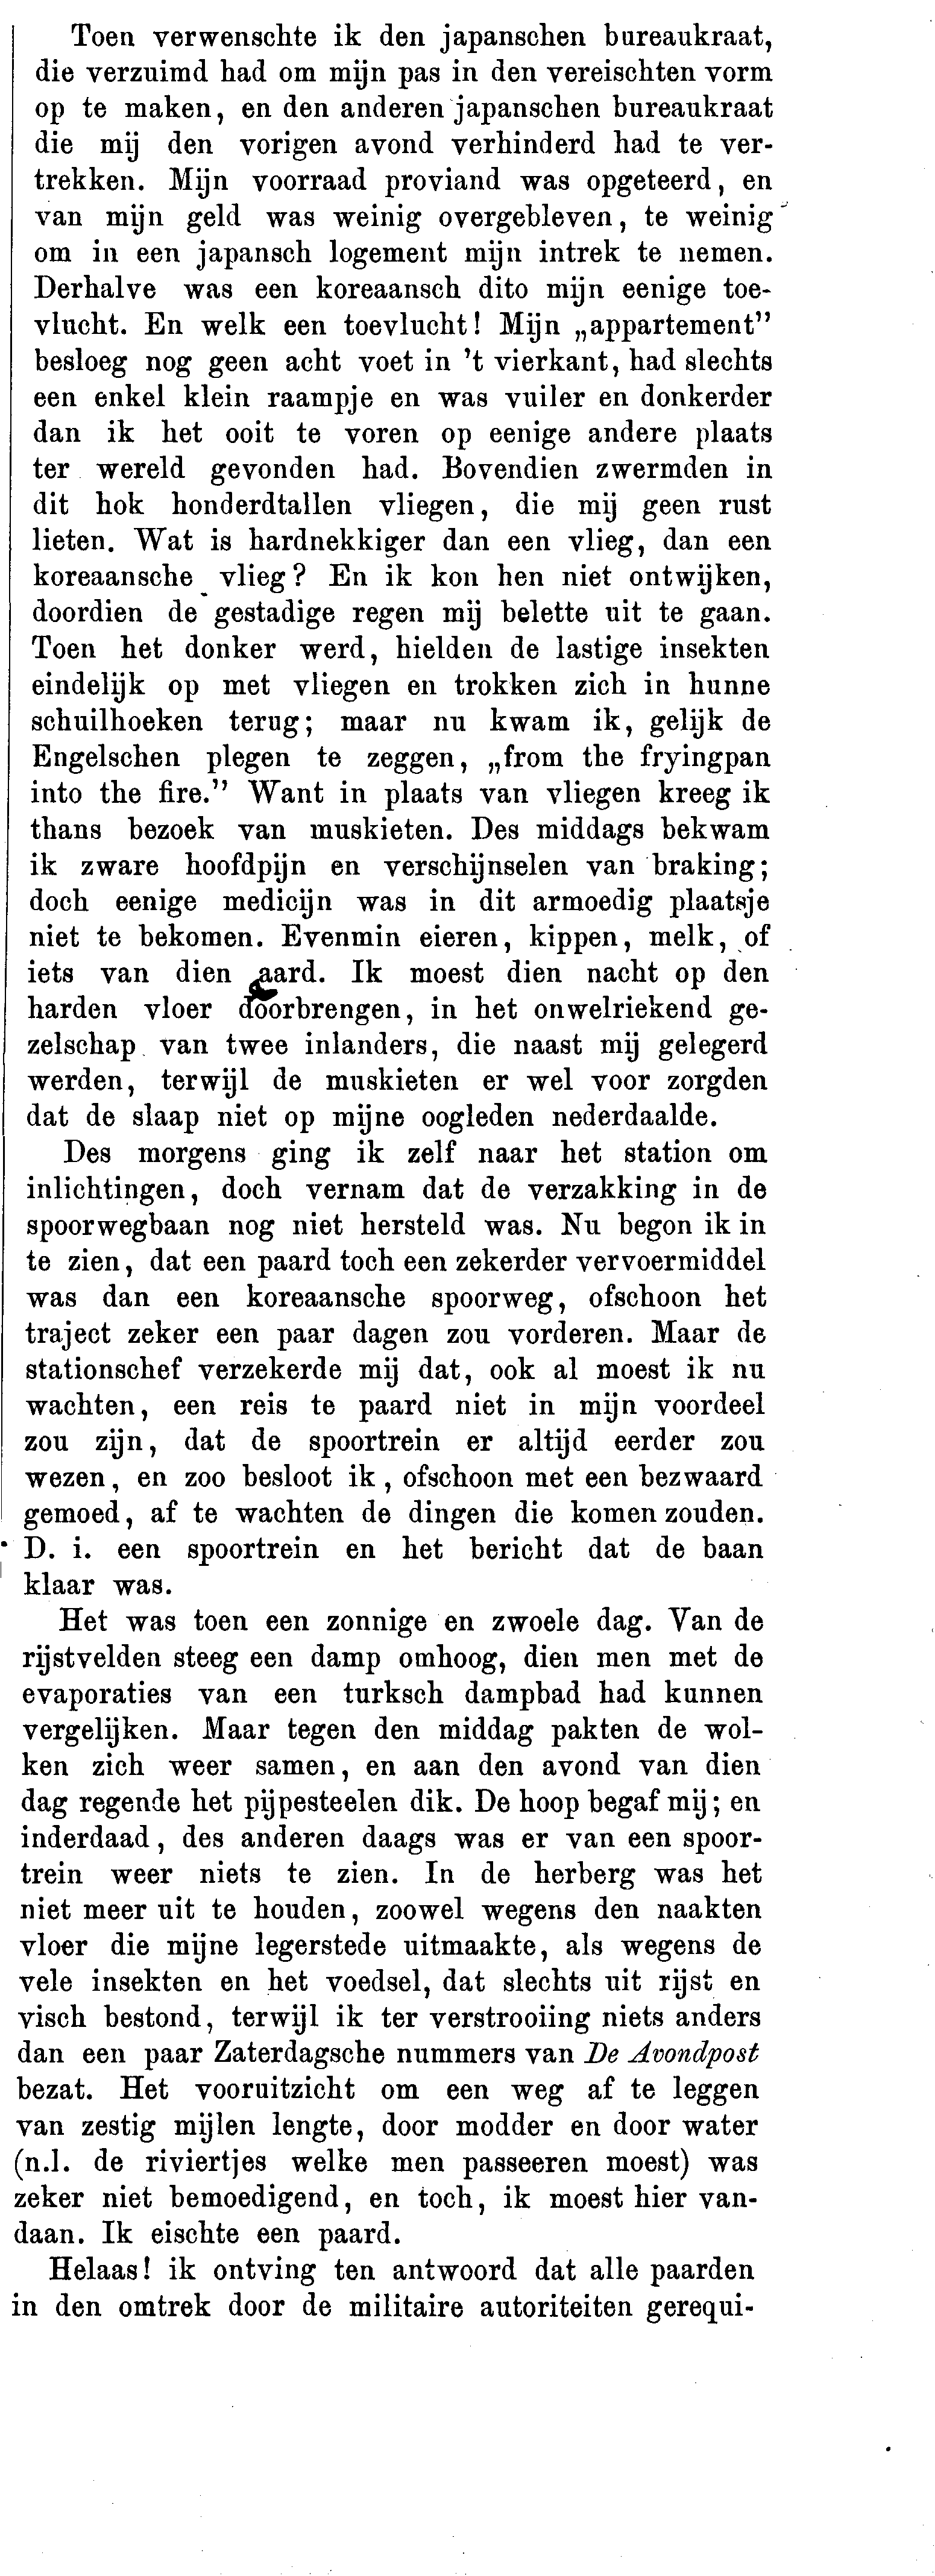 Toen verwenschte ik den japanschen bureaukraat,
die verzuimd had om mijn pas in den vereischten vorm
op te maken, en den anderen japanschen bureaukraat
die mij den vorigen avond verhinderd had te ver-
trekken. Mijn voorraad proviand was opgeteerd, en
van mijn geld was weinig overgebleven, te weinig
om in een japansch logement mijn intrek te nemen.
Derhalve was een koreaansch dito mijn eenige toe-
vlucht. En welk een toevlucht! Mijn „appartement”
besloeg nog geen acht voet in ’t vierkant, had slechts
een enkel klein raampje en was vuiler en donkerder
dan ik het ooit te voren op eenige andere plaats
ter wereld gevonden had. Bovendien zwermden in
dit hok honderdtallen vliegen, die mij geen rust
lieten. Wat is hardnekkiger dan een vlieg, dan een
koreaansche vlieg? En ik kon hen niet ontwijken,
doordien de gestadige regen mij belette uit te gaan.
Toen het donker werd, hielden de lastige insekten
eindelijk op met vliegen en trokken zich in hunne
schuilhoeken terug; maar nu kwam ik, gelijk de
Engelschen plegen te zeggen, „from the fryingpan
into the fire.” Want in plaats van vliegen kreeg ik
thans bezoek van muskieten. Des middags bekwam
ik zware hoofdpijn en verschijnselen van braking;
doch eenige medicijn was in dit armoedig plaatsje
niet te bekomen. Evenmin eieren, kippen, melk, of
iets van dien aard. Ik moest dien nacht op den
harden vloer doorbrengen, in het onwelriekend ge-
zelschap van twee inlanders, die naast mij gelegerd
werden, terwijl de muskieten er wel voor zorgden
dat de slaap niet op mijne oogleden nederdaalde.
Des morgens ging ik zelf naar het station om
inlichtingen, doch vernam dat de verzakking in de
spoorwegbaan nog niet hersteld was. Nu begon ik in
te zien, dat een paard toch een zekerder vervoermiddel
was dan een koreaansche spoorweg, ofschoon het
traject zeker een paar dagen zou vorderen. Maar de
stationschef verzekerde mij dat, ook al moest ik nu
wachten, een reis te paard niet in mijn voordeel
zou zijn, dat de spoortrein er altijd eerder zou
wezen, en zoo besloot ik, ofschoon met een bezwaard
gemoed, af te wachten de dingen die komen zouden.
D. i. een spoortrein en het bericht dat de baan
klaar was.
Het was toen een zonnige en zwoele dag. Van de
rijstvelden steeg een damp omhoog, dien men met de
evaporaties van een turksch dampbad had kunnen
vergelijken. Maar tegen den middag pakten de wol-
ken zich weer samen, en aan den avond van dien
dag regende het pijpesteelen dik. De hoop begaf mij; en
inderdaad, des anderen daags was er van een spoor-
trein weer niets te zien. In de herberg was het
niet meer uit te houden, zoowel wegens den naakten
vloer die mijne legerstede uitmaakte, als wegens de
vele insekten en het voedsel, dat slechts uit rijst en
visch bestond, terwijl ik ter verstrooiing niets anders
dan een paar Zaterdagsche nummers van De Avondpost
bezat. Het vooruitzicht om een weg af te leggen
van zestig mijlen lengte, door modder en door water
(n.l. de riviertjes welke men passeeren moest) was
zeker niet bemoedigend, en toch, ik moest hier van-
daan. Ik eischte een paard.
Helaas! ik ontving ten antwoord dat alle paarden
in den omtrek door de militaire autoriteiten gerequi-